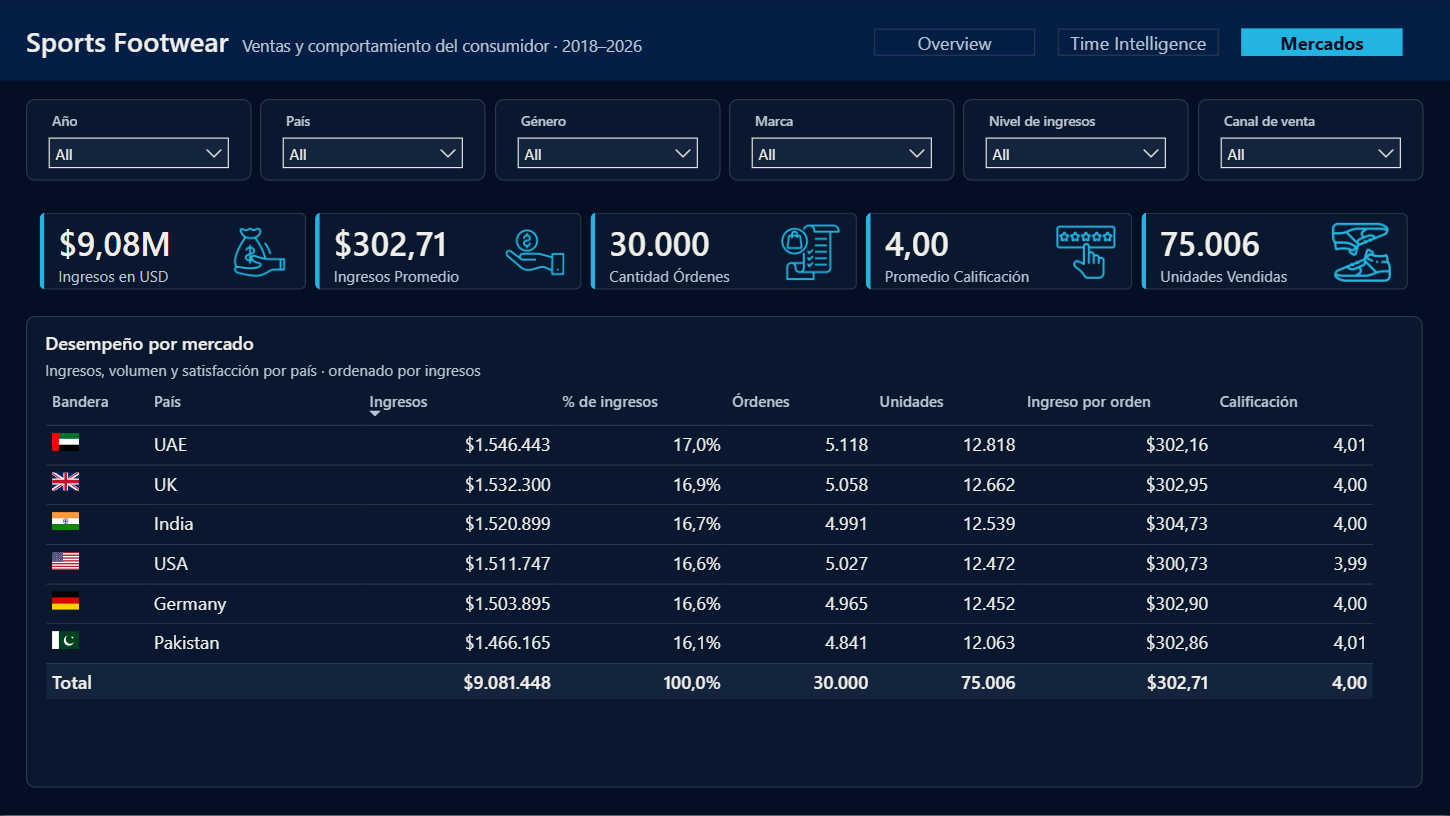 Sports Footwear Ventas y comportamiento del consumidor · 2018–2026 Overview Time Intelligence Mercados
Año País Género Marca Nivel de ingresos Canal de venta
All All All All All All
$9,08M $302,71 30.000 4,00 75.006
Ingresos en USD Ingresos Promedio Cantidad Órdenes Promedio Calificación Unidades Vendidas
Desempeño por mercado
Ingresos, volumen y satisfacción por país · ordenado por ingresos
Bandera País Ingresos % de ingresos Órdenes Unidades Ingreso por orden Calificación
UAE $1.546.443 17,0% 5.118 12.818 $302,16 4,01
UK $1.532.300 16,9% 5.058 12.662 $302,95 4,00
India $1.520.899 16,7% 4.991 12.539 $304,73 4,00
USA $1.511.747 16,6% 5.027 12.472 $300,73 3,99
Germany $1.503.895 16,6% 4.965 12.452 $302,90 4,00
Pakistan $1.466.165 16,1% 4.841 12.063 $302,86 4,01
Total $9.081.448 100,0% 30.000 75.006 $302,71 4,00